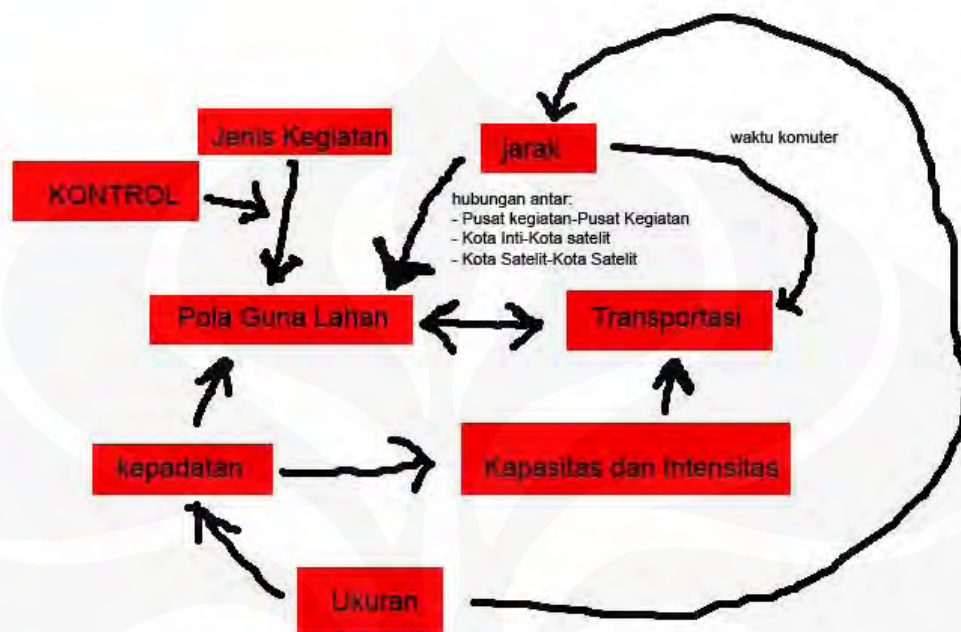 Jenis Kegiatan
KONTROL
jarak
waktu komuter
hubungan antar:
- Pusat kegiatan-Pusat Kegiatan
- Kota Inti-Kota satelit
- Kota Satelit-Kota Satelit
Pola Guna Lahan
Transportasi
kepadatan
Kapasitas dan Intensitas
Ukuran